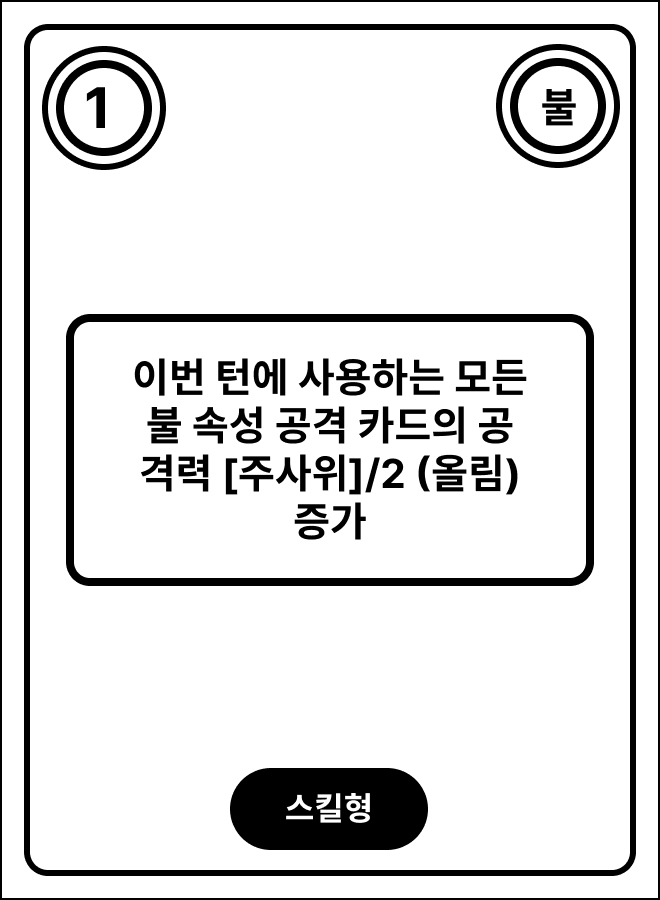 1
불
이번 턴에 사용하는 모든
불 속성 공격 카드의 공
격력 [주사위]/2 (올림)
증가
스킬형